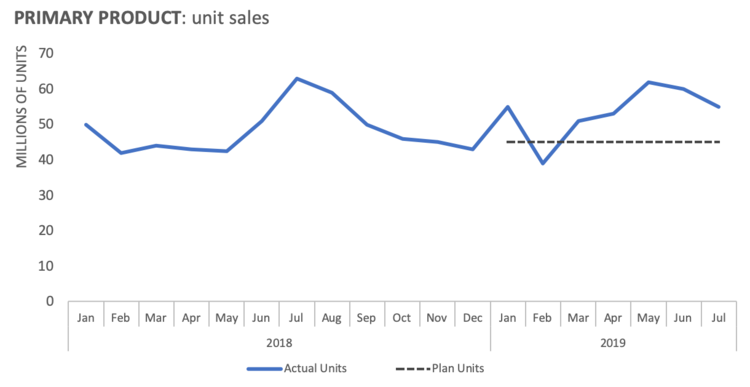 PRIMARY PRODUCT: unit sales
MILLIONS OF UNITS
70
60
50
40
30
20
10
0
Jan Feb Mar Apr May Jun Jul Aug Sep Oct Nov Dec Jan Feb Mar Apr May Jun Jul
2018 2019
Actual Units Plan Units